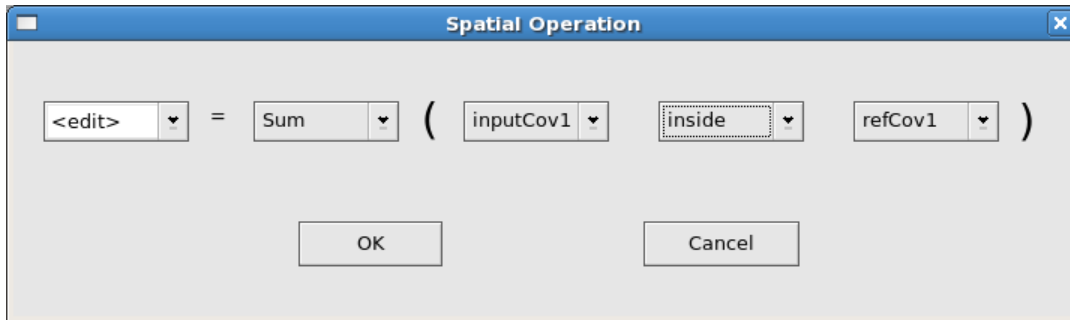 Spatial Operation
<edit> = Sum ( inputCov1 inside refCov1 )
OK Cancel